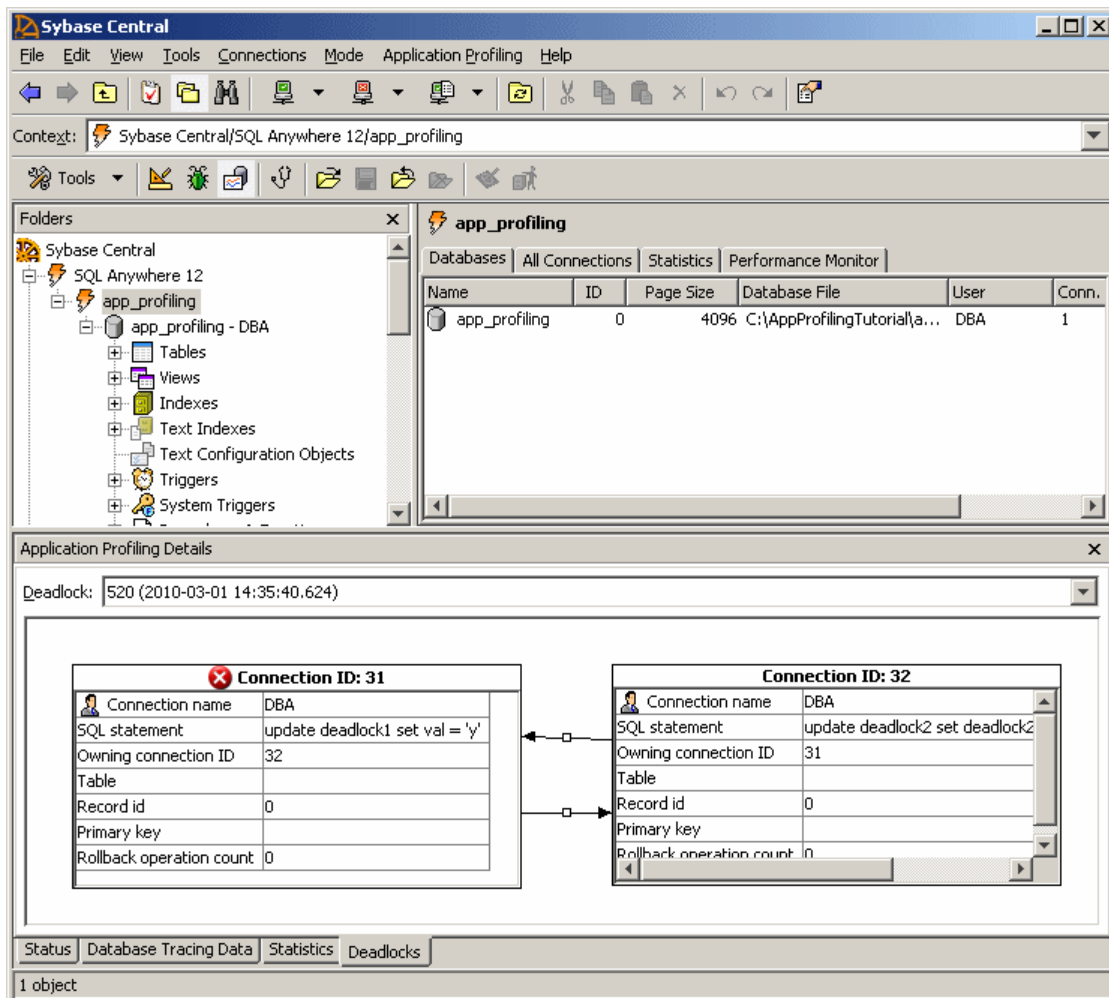 Sybase Central
File Edit View Tools Connections Mode Application Profiling Help
Context: Sybase Central/SQL Anywhere 12/app_profiling
Tools
Folders
Sybase Central
SQL Anywhere 12
app_profiling
app_profiling - DBA
Tables
Views
Indexes
Text Indexes
Text Configuration Objects
Triggers
System Triggers
app_profiling
Databases All Connections Statistics Performance Monitor
Name ID Page Size Database File User Conn.
app_profiling 0 4096 C:\AppProfilingTutorial\a... DBA 1
Application Profiling Details
Deadlock: 520 (2010-03-01 14:35:40.624)
Connection ID: 31
Connection name DBA
SQL statement update deadlock1 set val = 'y'
Owning connection ID 32
Table
Record id 0
Primary key
Rollback operation count 0
Connection ID: 32
Connection name DBA
SQL statement update deadlock2 set deadlock2
Owning connection ID 31
Table
Record id 0
Primary key
Rollback operation count 0
Status Database Tracing Data Statistics Deadlocks
1 object